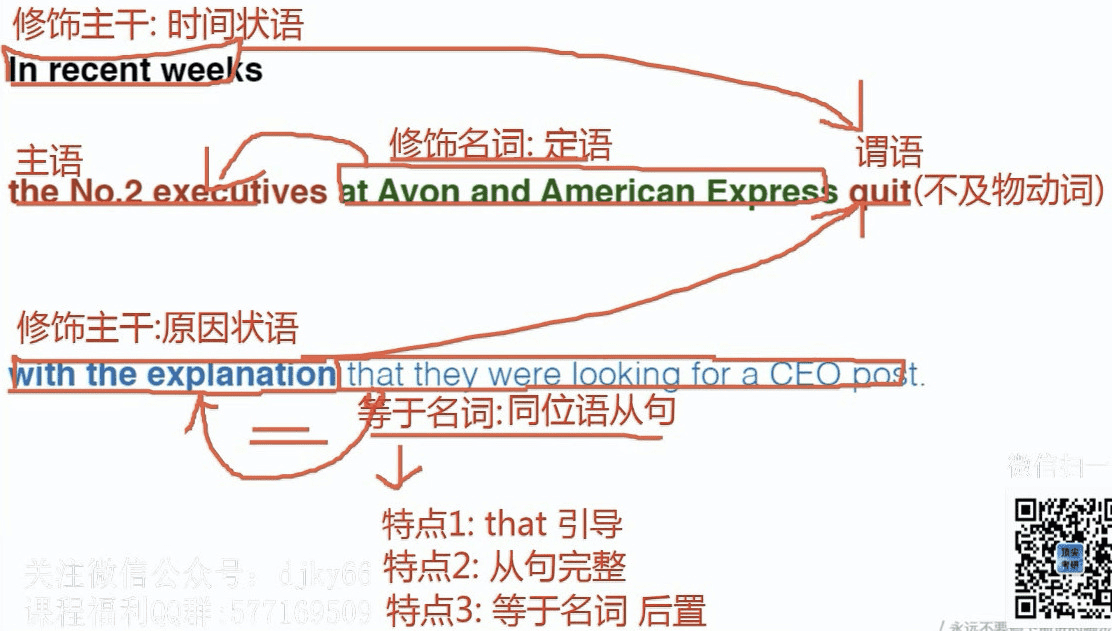 修饰主干: 时间状语
In recent weeks
修饰名词: 定语
主语
谓语
the No.2 executives at Avon and American Express quit(不及物动词)
修饰主干:原因状语
with the explanation that they were looking for a CEO post.
等于名词:同位语从句
微信扫一
特点1: that 引导
特点2: 从句完整
特点3: 等于名词 后置
关注微信公众号: djky66
课程福利QQ群:577169509
顶尖
考研